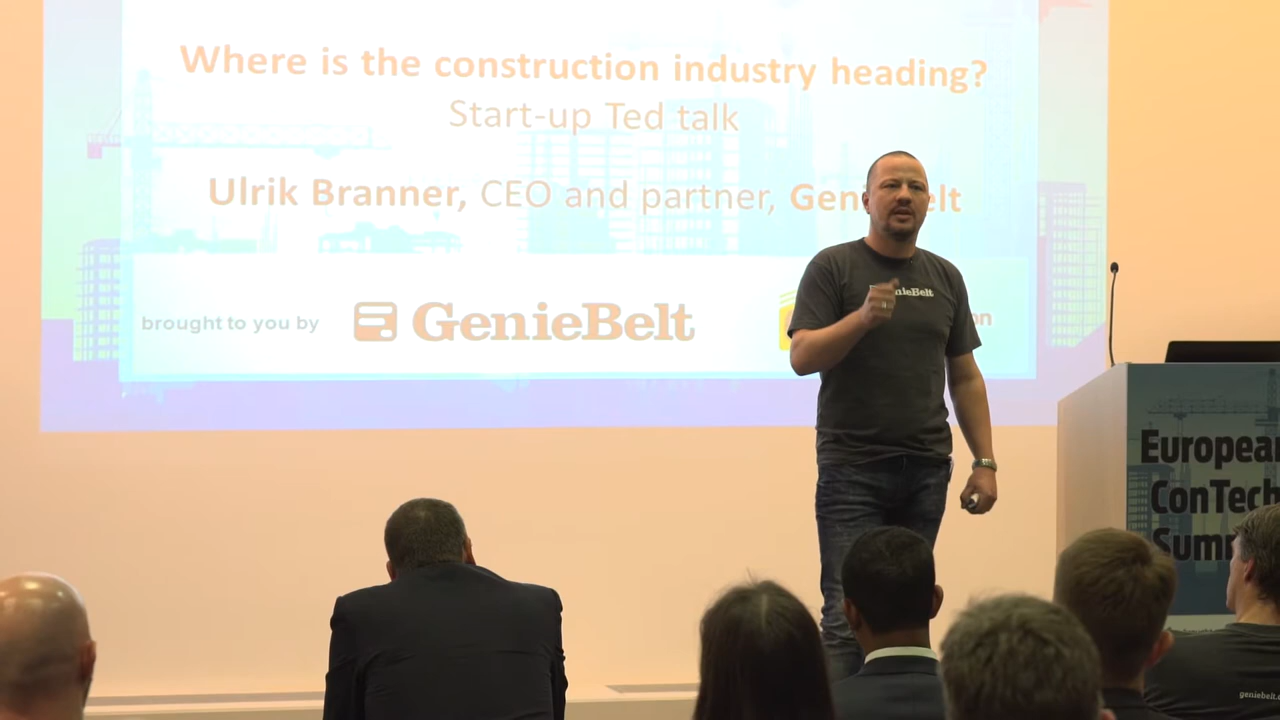 Where is the construction industry heading?
Start-up Ted talk
Ulrik Branner, CEO and partner,
brought to you by GenieBelt
European
ConTech
geniebelt.